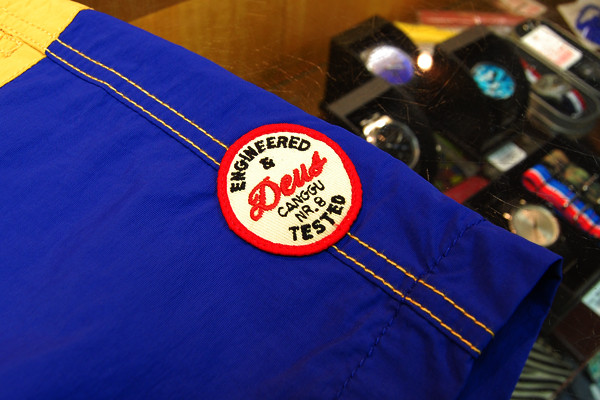 ENGINEERED
&
Deus
CANGGU
NR. 8
TESTED